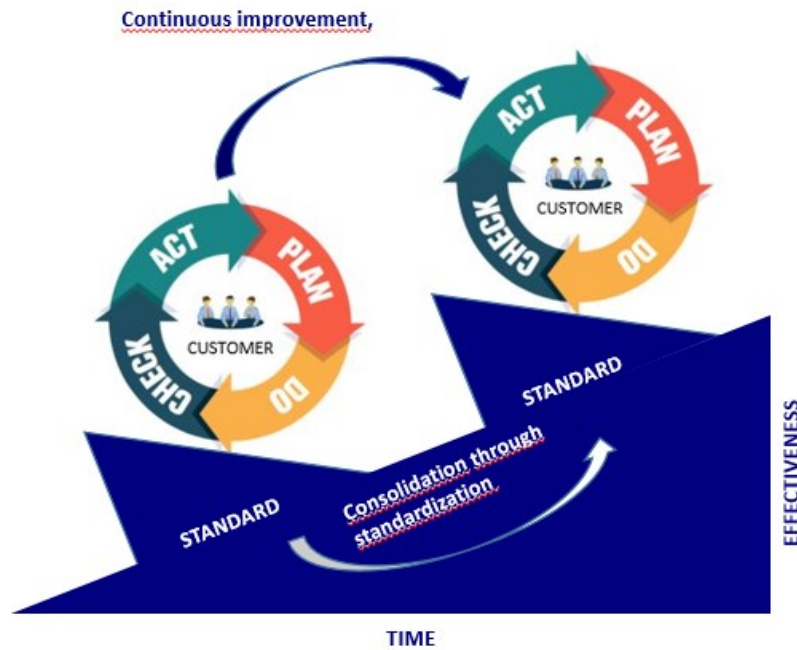 Continuous improvement,
ACT
PLAN
DO
CHECK
CUSTOMER
ACT
PLAN
DO
CHECK
CUSTOMER
STANDARD
Consolidation through
standardization
STANDARD
EFFECTIVENESS
TIME